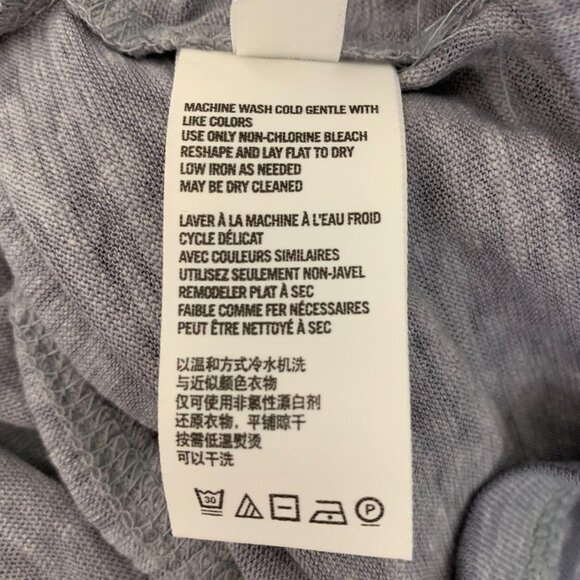 MACHINE WASH COLD GENTLE WITH
LIKE COLORS
USE ONLY NON-CHLORINE BLEACH
RESHAPE AND LAY FLAT TO DRY
LOW IRON AS NEEDED
MAY BE DRY CLEANED
LAVER À LA MACHINE À L'EAU FROID
CYCLE DÉLICAT
AVEC COULEURS SIMILAIRES
UTILISEZ SEULEMENT NON-JAVEL
REMODELER PLAT À SEC
FAIBLE COMME FER NÉCESSAIRES
PEUT ÊTRE NETTOYÉ À SEC
以温和方式冷水机洗
与近似颜色衣物
仅可使用非氯性漂白剂
还原衣物，平铺晾干
按需低温熨烫
可以干洗
30 P